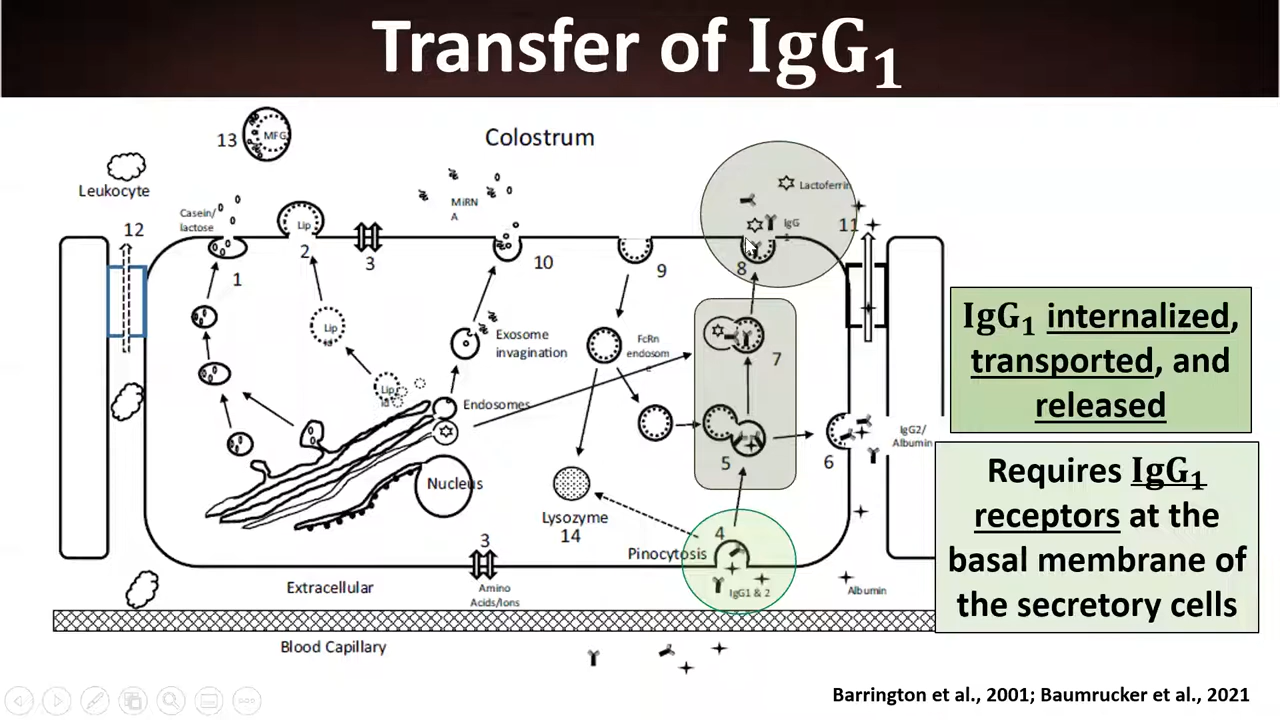 Transfer of IgG₁
Colostrum
13
MFG
Leukocyte
12
Casein/
lactose
1
Lip
2
3
MiRN
A
10
9
Lactoferrin
IgG
1
11
8
Lip
id
Exosome
invagination
FcRn
endosom
e
7
Lip
id
Endosomes
5
6
IgG2/
Albumin
Nucleus
Lysozyme
14
4
Pinocytosis
3
IgG1 & 2
Extracellular
Amino
Acids/Ions
Albumin
Blood Capillary
IgG₁ internalized,
transported, and
released
Requires IgG₁
receptors at the
basal membrane of
the secretory cells
Barrington et al., 2001; Baumrucker et al., 2021